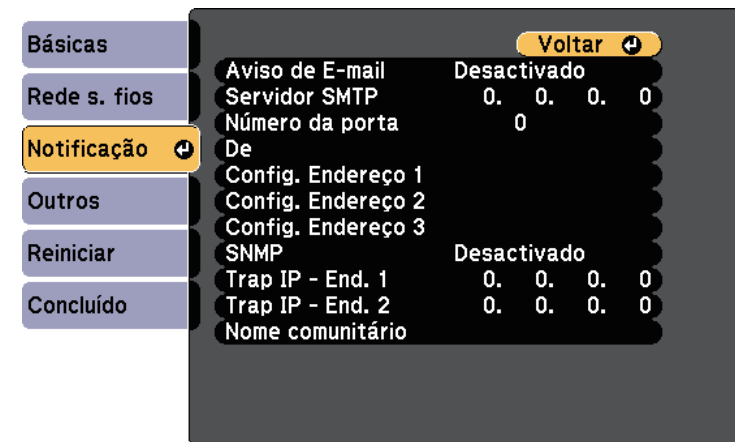 Básicas
Rede s. fios
Notificação
Outros
Reiniciar
Concluído
Voltar
Aviso de E-mail Desactivado
Servidor SMTP 0. 0. 0. 0
Número da porta 0
De
Config. Endereço 1
Config. Endereço 2
Config. Endereço 3
SNMP Desactivado
Trap IP - End. 1 0. 0. 0. 0
Trap IP - End. 2 0. 0. 0. 0
Nome comunitário